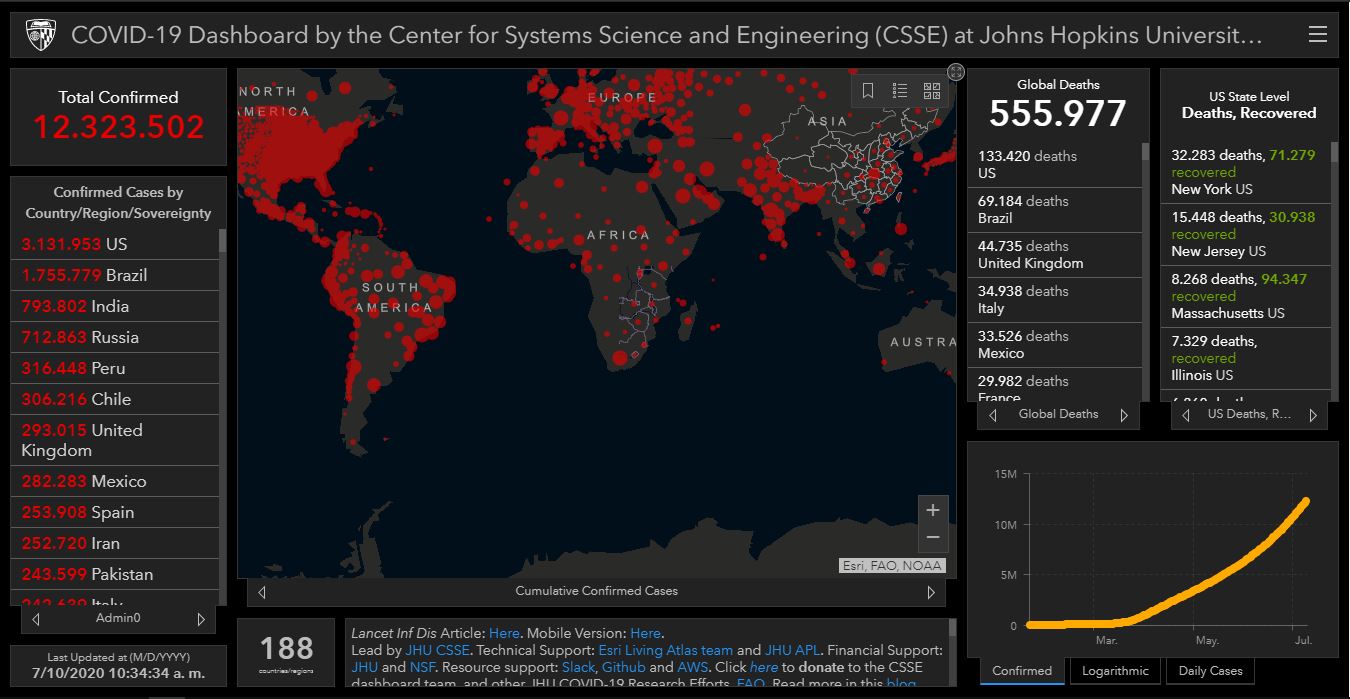 COVID-19 Dashboard by the Center for Systems Science and Engineering (CSSE) at Johns Hopkins Universit...
Total Confirmed
12.323.502
Confirmed Cases by
Country/Region/Sovereignty
3.131.953 US
1.755.779 Brazil
793.802 India
712.863 Russia
316.448 Peru
306.216 Chile
293.015 United
Kingdom
282.283 Mexico
253.908 Spain
252.720 Iran
243.599 Pakistan
242.639 Italy
Admin0
Last Updated at (M/D/YYYY)
7/10/2020 10:34:34 a. m.
NORTH
AMERICA
EUROPE
ASIA
AFRICA
SOUTH
AMERICA
AUSTRA
+
−
Esri, FAO, NOAA
Cumulative Confirmed Cases
188
countries/regions
Lancet Inf Dis Article: Here. Mobile Version: Here.
Lead by JHU CSSE. Technical Support: Esri Living Atlas team and JHU APL. Financial Support:
JHU and NSF. Resource support: Slack, Github and AWS. Click here to donate to the CSSE
dashboard team, and other JHU COVID-19 Research Efforts. FAQ. Read more in this blog.
Global Deaths
555.977
133.420 deaths
US
69.184 deaths
Brazil
44.735 deaths
United Kingdom
34.938 deaths
Italy
33.526 deaths
Mexico
29.982 deaths
France
Global Deaths
US State Level
Deaths, Recovered
32.283 deaths, 71.279
recovered
New York US
15.448 deaths, 30.938
recovered
New Jersey US
8.268 deaths, 94.347
recovered
Massachusetts US
7.329 deaths,
recovered
Illinois US
US Deaths, R...
15M
10M
5M
0
Mar.
May.
Jul.
Confirmed
Logarithmic
Daily Cases